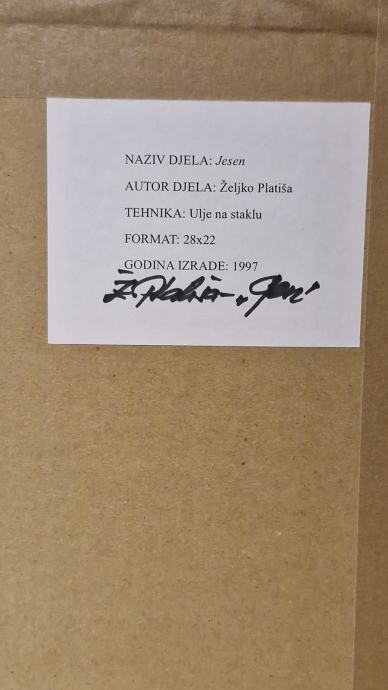 NAZIV DJELA: Jesen
AUTOR DJELA: Željko Platiša
TEHNIKA: Ulje na staklu
FORMAT: 28x22
GODINA IZRADE: 1997
Ž. Platiša - "Jesen"